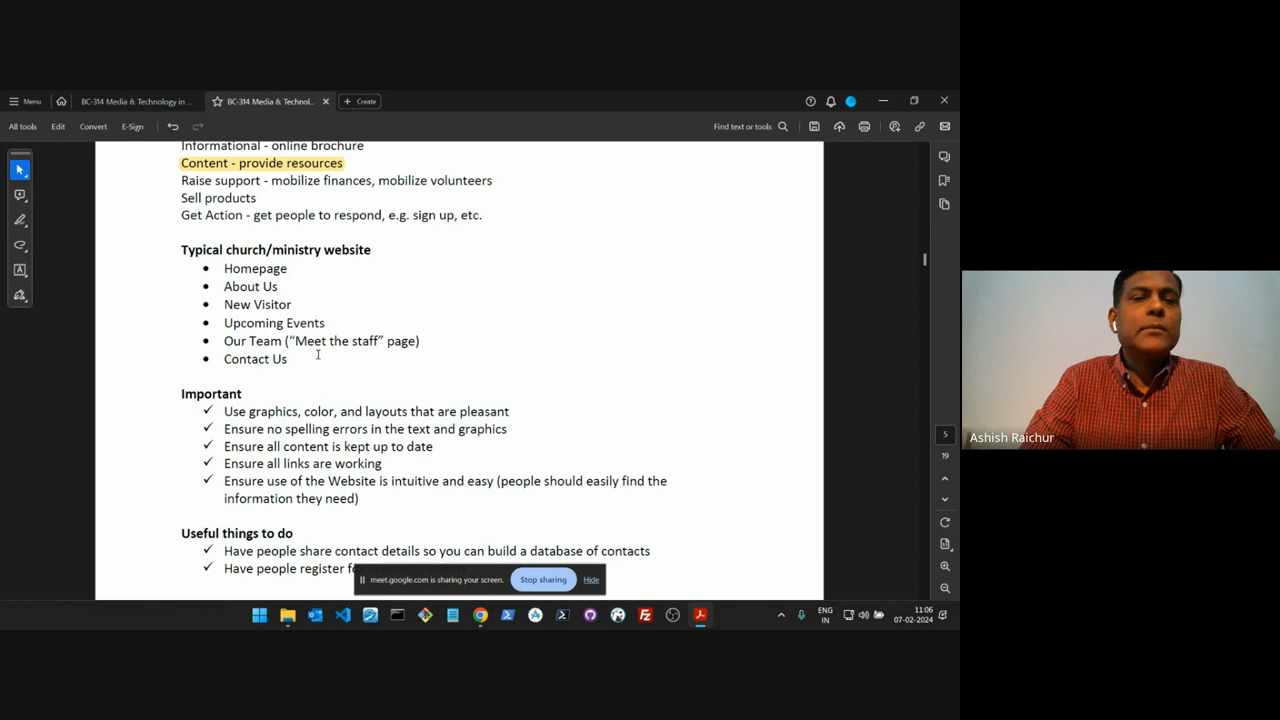 Menu
BC-314 Media & Technology in ...
BC-314 Media & Technol...
Create
All tools
Edit
Convert
E-Sign
Find text or tools
Informational - online brochure
Content - provide resources
Raise support - mobilize finances, mobilize volunteers
Sell products
Get Action - get people to respond, e.g. sign up, etc.
Typical church/ministry website
• Homepage
• About Us
• New Visitor
• Upcoming Events
• Our Team (“Meet the staff” page)
• Contact Us
Important
✓ Use graphics, color, and layouts that are pleasant
✓ Ensure no spelling errors in the text and graphics
✓ Ensure all content is kept up to date
✓ Ensure all links are working
✓ Ensure use of the Website is intuitive and easy (people should easily find the
information they need)
Useful things to do
✓ Have people share contact details so you can build a database of contacts
✓ Have people register
meet.google.com is sharing your screen.
Stop sharing
Hide
5
19
Ashish Raichur
ENG
IN
11:06
07-02-2024